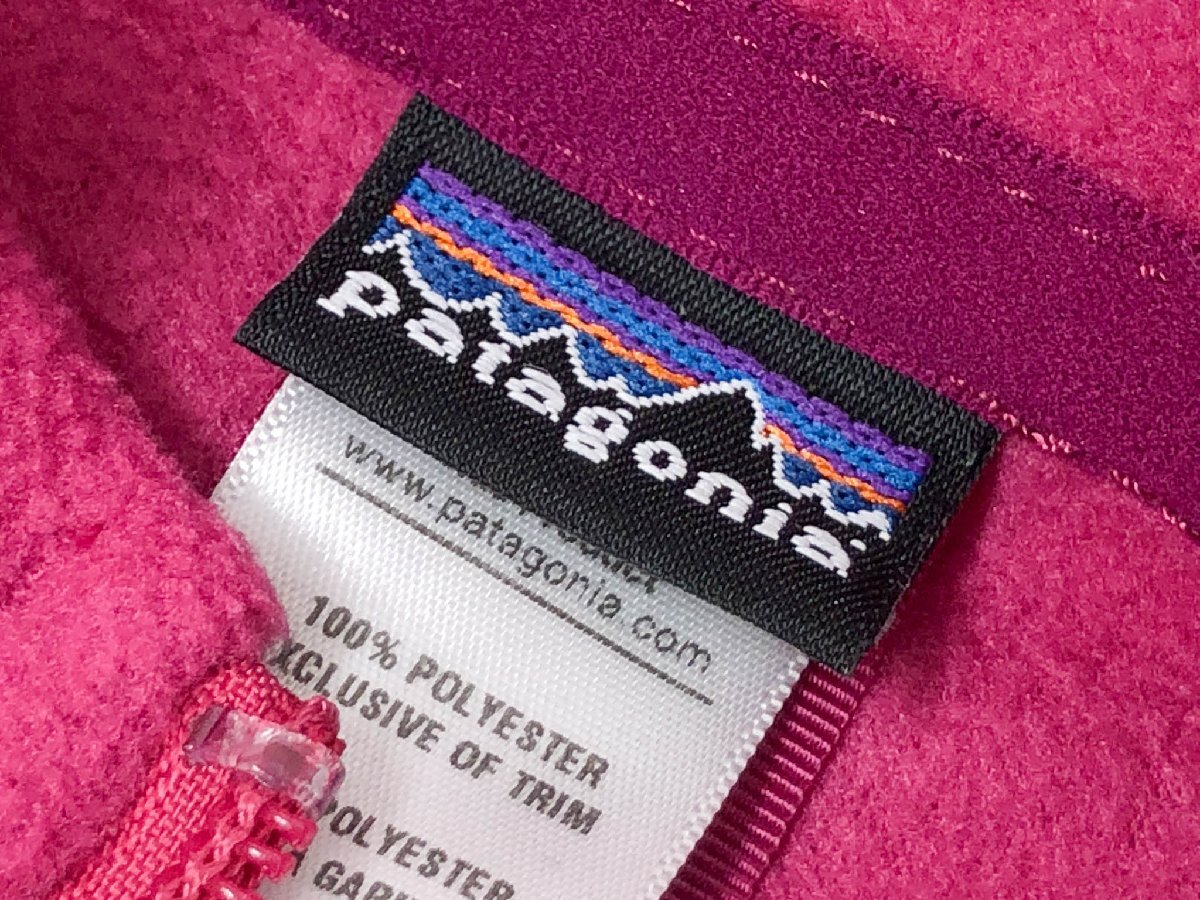 patagonia
www.patagonia.com
100% POLYESTER
XCLUSIVE OF TRIM
POLYESTER